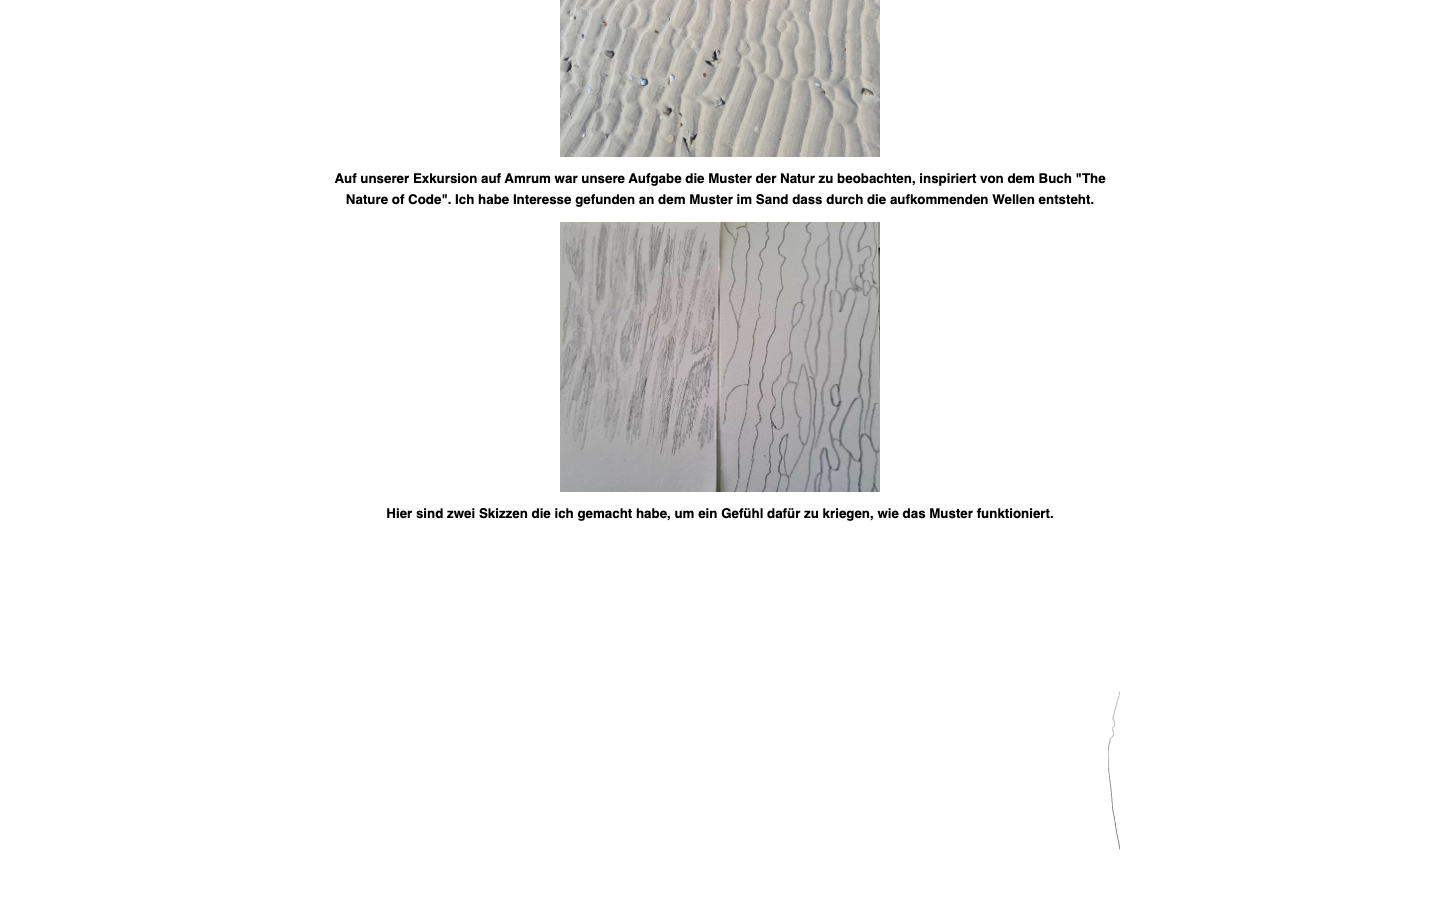 Auf unserer Exkursion auf Amrum war unsere Aufgabe die Muster der Natur zu beobachten, inspiriert von dem Buch "The
Nature of Code". Ich habe Interesse gefunden an dem Muster im Sand dass durch die aufkommenden Wellen entsteht.
Hier sind zwei Skizzen die ich gemacht habe, um ein Gefühl dafür zu kriegen, wie das Muster funktioniert.